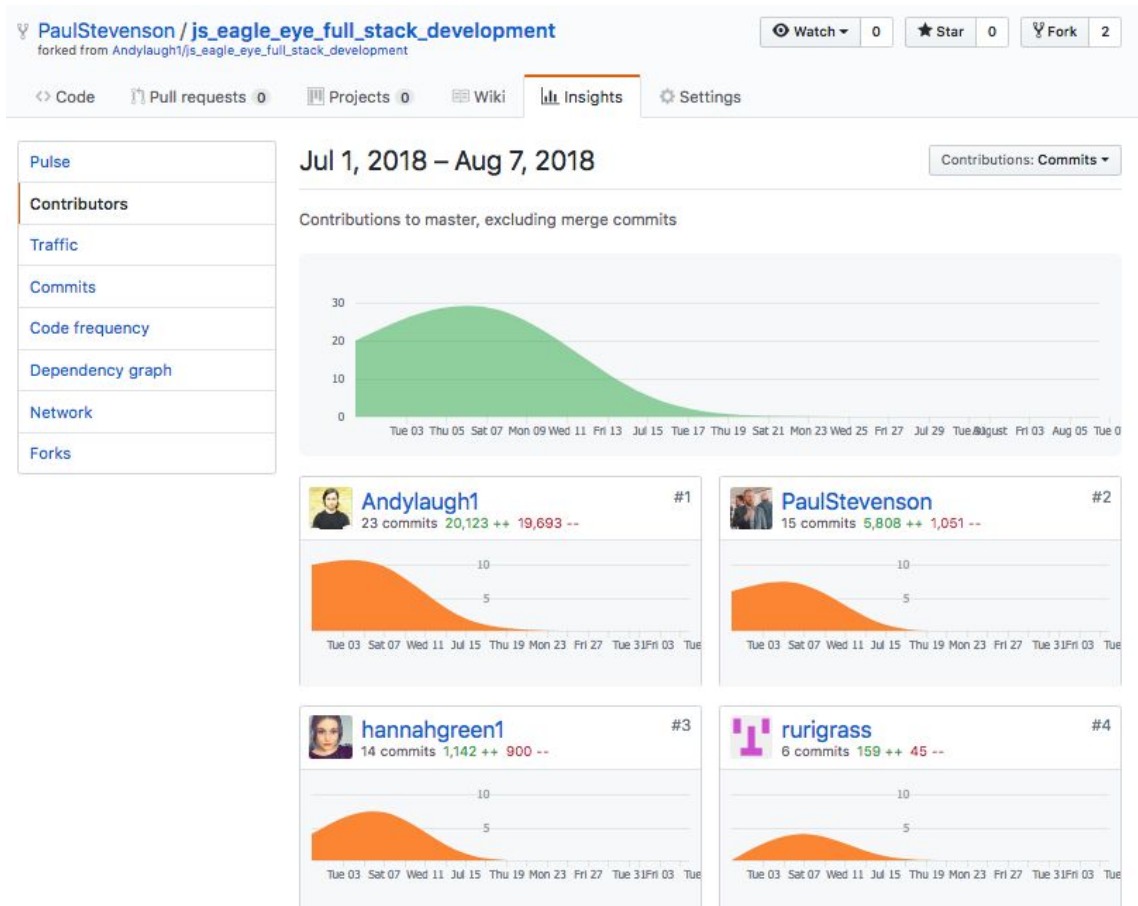 PaulStevenson / js_eagle_eye_full_stack_development
forked from Andylaugh1/js_eagle_eye_full_stack_development
Watch 0 Star 0 Fork 2
Code Pull requests 0 Projects 0 Wiki Insights Settings
Pulse
Contributors
Traffic
Commits
Code frequency
Dependency graph
Network
Forks
Jul 1, 2018 – Aug 7, 2018
Contributions: Commits
Contributions to master, excluding merge commits
30
20
10
0
Tue 03 Thu 05 Sat 07 Mon 09 Wed 11 Fri 13 Jul 15 Tue 17 Thu 19 Sat 21 Mon 23 Wed 25 Fri 27 Jul 29 Tue August Fri 03 Aug 05 Tue
Andylaugh1 #1
23 commits 20,123 ++ 19,693 --
10
5
Tue 03 Sat 07 Wed 11 Jul 15 Thu 19 Mon 23 Fri 27 Tue 31 Fri 03 Tue
PaulStevenson #2
15 commits 5,808 ++ 1,051 --
10
5
Tue 03 Sat 07 Wed 11 Jul 15 Thu 19 Mon 23 Fri 27 Tue 31 Fri 03 Tue
hannahgreen1 #3
14 commits 1,142 ++ 900 --
10
5
Tue 03 Sat 07 Wed 11 Jul 15 Thu 19 Mon 23 Fri 27 Tue 31 Fri 03 Tue
rurigrass #4
6 commits 159 ++ 45 --
10
5
Tue 03 Sat 07 Wed 11 Jul 15 Thu 19 Mon 23 Fri 27 Tue 31 Fri 03 Tue